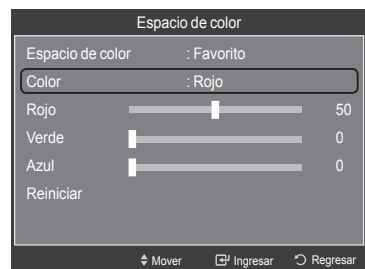 Espacio de color
Espacio de color : Favorito
Color : Rojo
Rojo 50
Verde 0
Azul 0
Reiniciar
Mover Ingresar Regresar